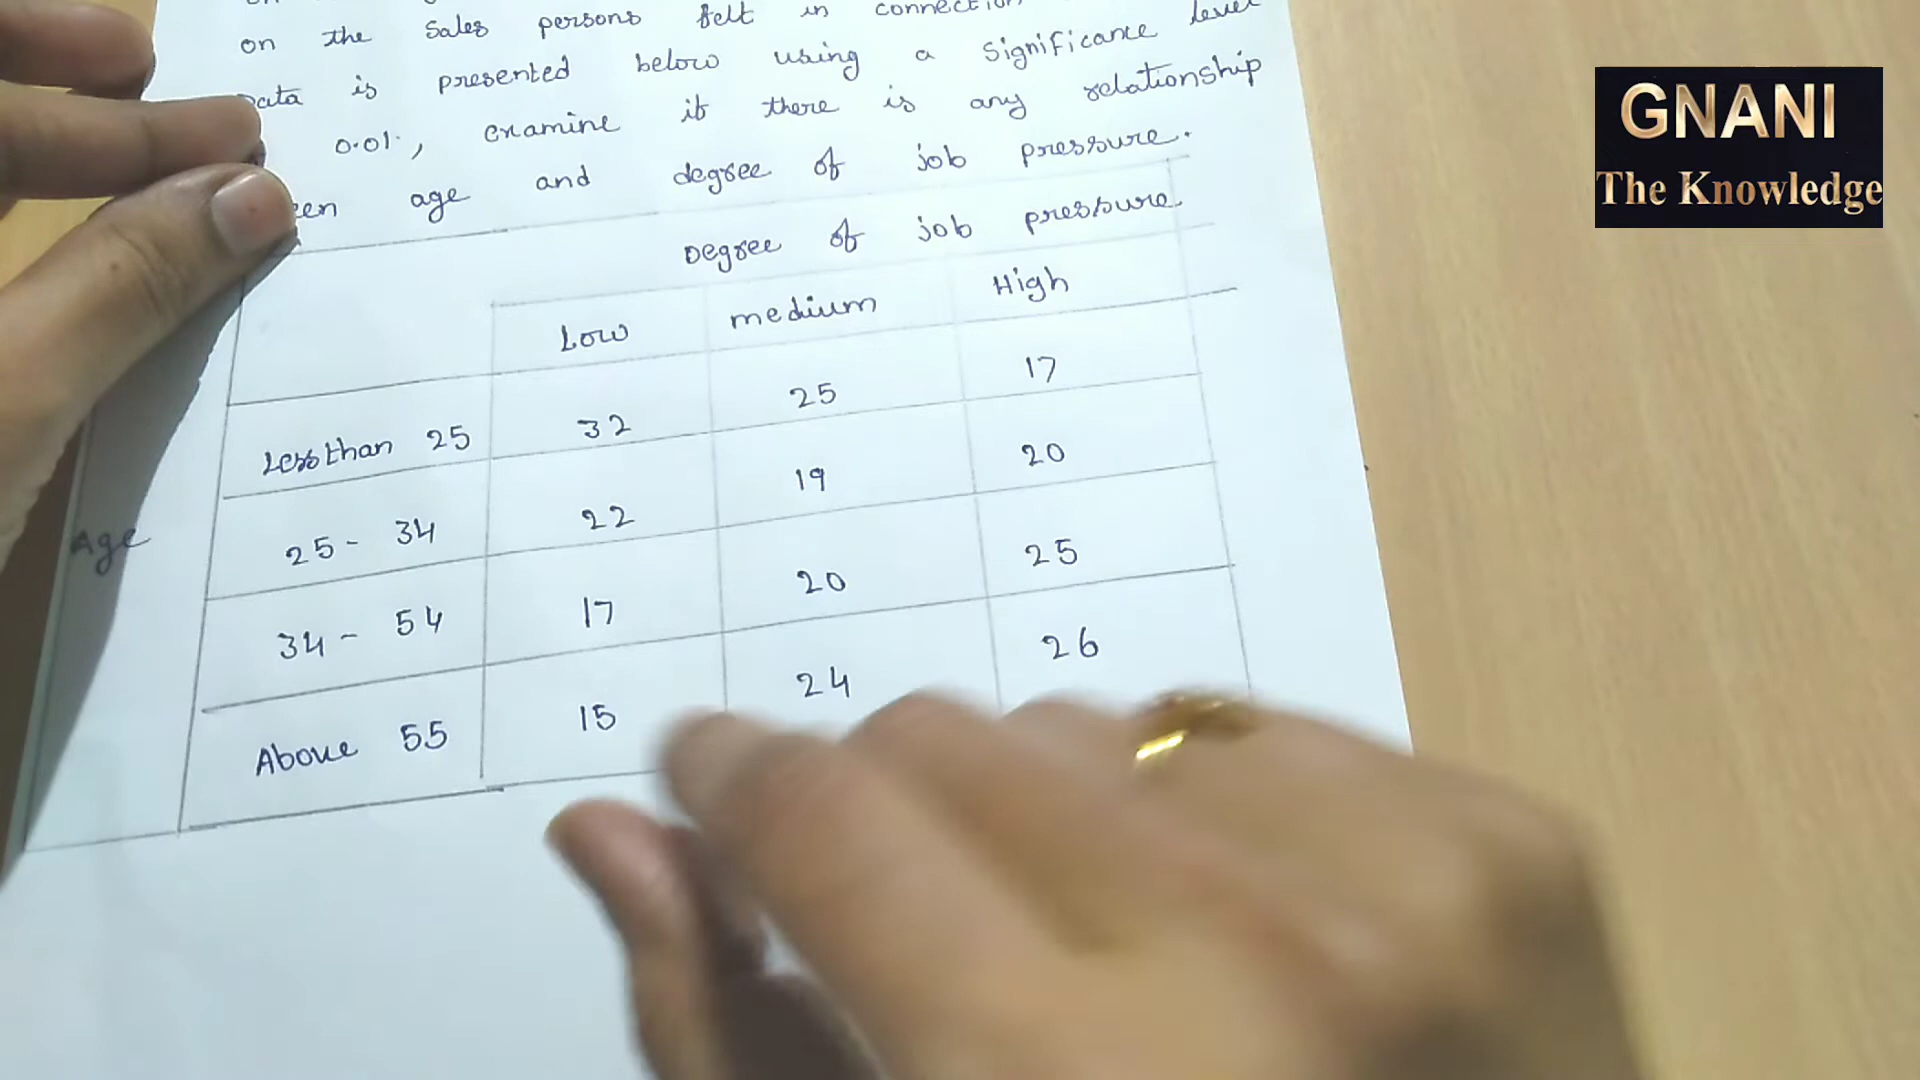 on the Sales persons felt in
Data is presented below using a significance level
0.01, examine if there is any relationship
age and degree of job pressure.
Degree of job pressure
Low medium High
Less than 25 32 25 17
25 - 34 22 19 20
34 - 54 17 20 25
Above 55 15 24 26
Age
GNANI
The Knowledge